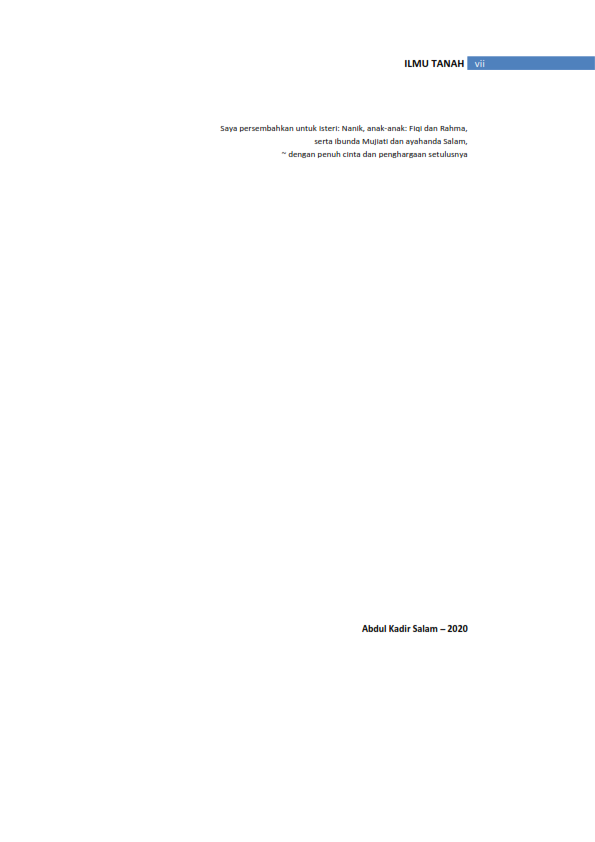 ILMU TANAH vii
Saya persembahkan untuk isteri: Nanik, anak-anak: Fiqi dan Rahma,
serta ibunda Mujiati dan ayahanda Salam,
~ dengan penuh cinta dan penghargaan setulusnya
Abdul Kadir Salam – 2020